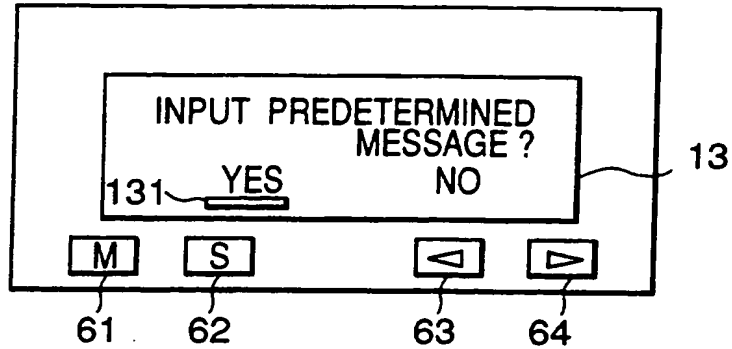 INPUT PREDETERMINED
MESSAGE ?
YES NO
131
13
M S ◁ ▷
61 62 63 64